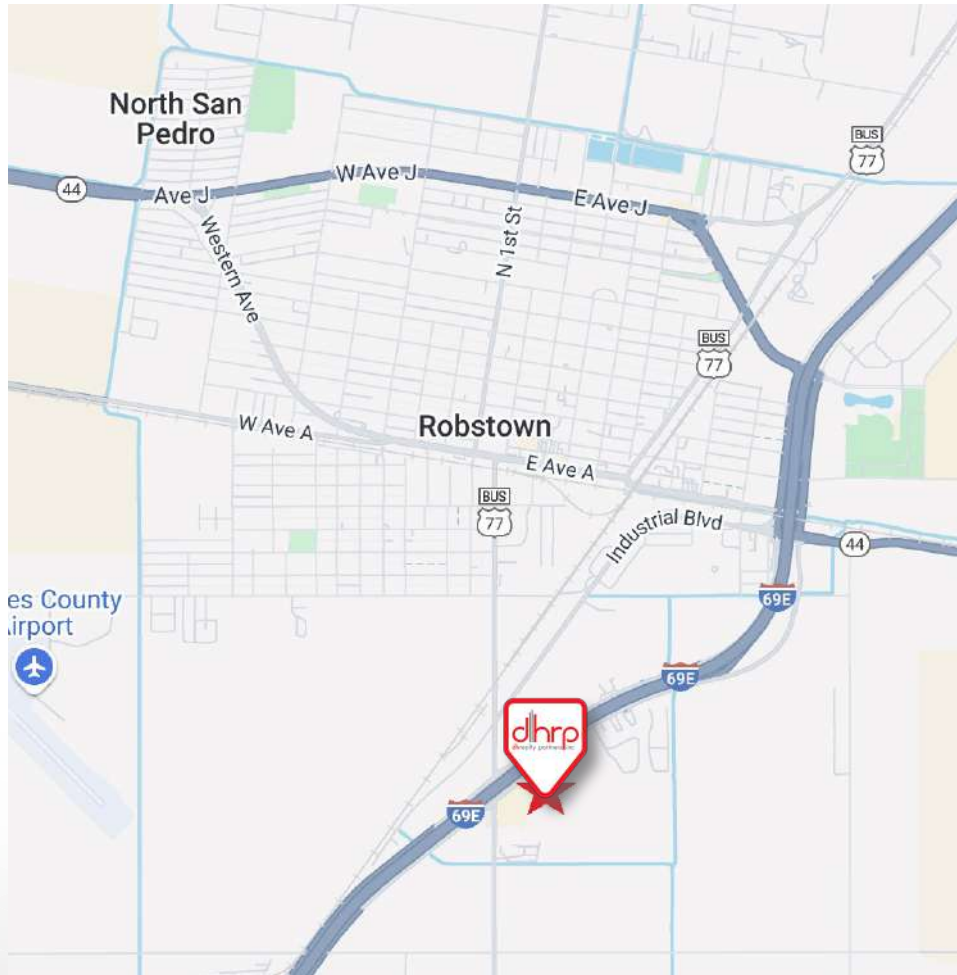 North San
Pedro
BUS
77
44
Ave J
W Ave J
E Ave J
N 1st St
Western Ave
BUS
77
W Ave A
Robstown
E Ave A
BUS
77
Industrial Blvd
44
69E
es County
Airport
69E
dhrp
69E